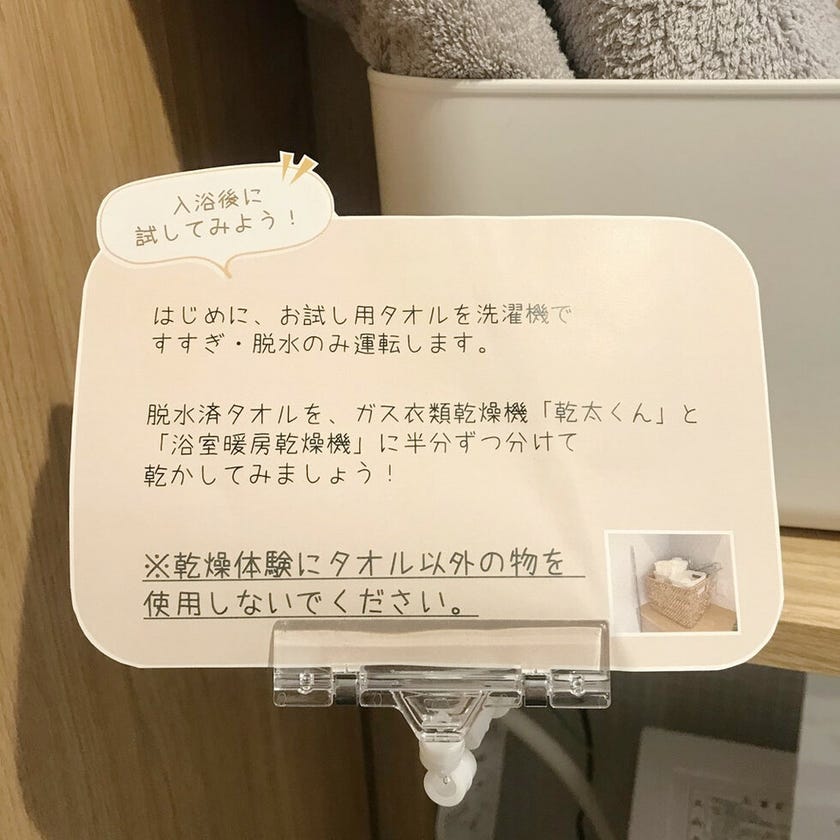 入浴後に
試してみよう！
はじめに、お試し用タオルを洗濯機で
すすぎ・脱水のみ運転します。
脱水済タオルを、ガス衣類乾燥機「乾太くん」と
「浴室暖房乾燥機」に半分ずつ分けて
乾かしてみましょう！
※乾燥体験にタオル以外の物を
使用しないでください。